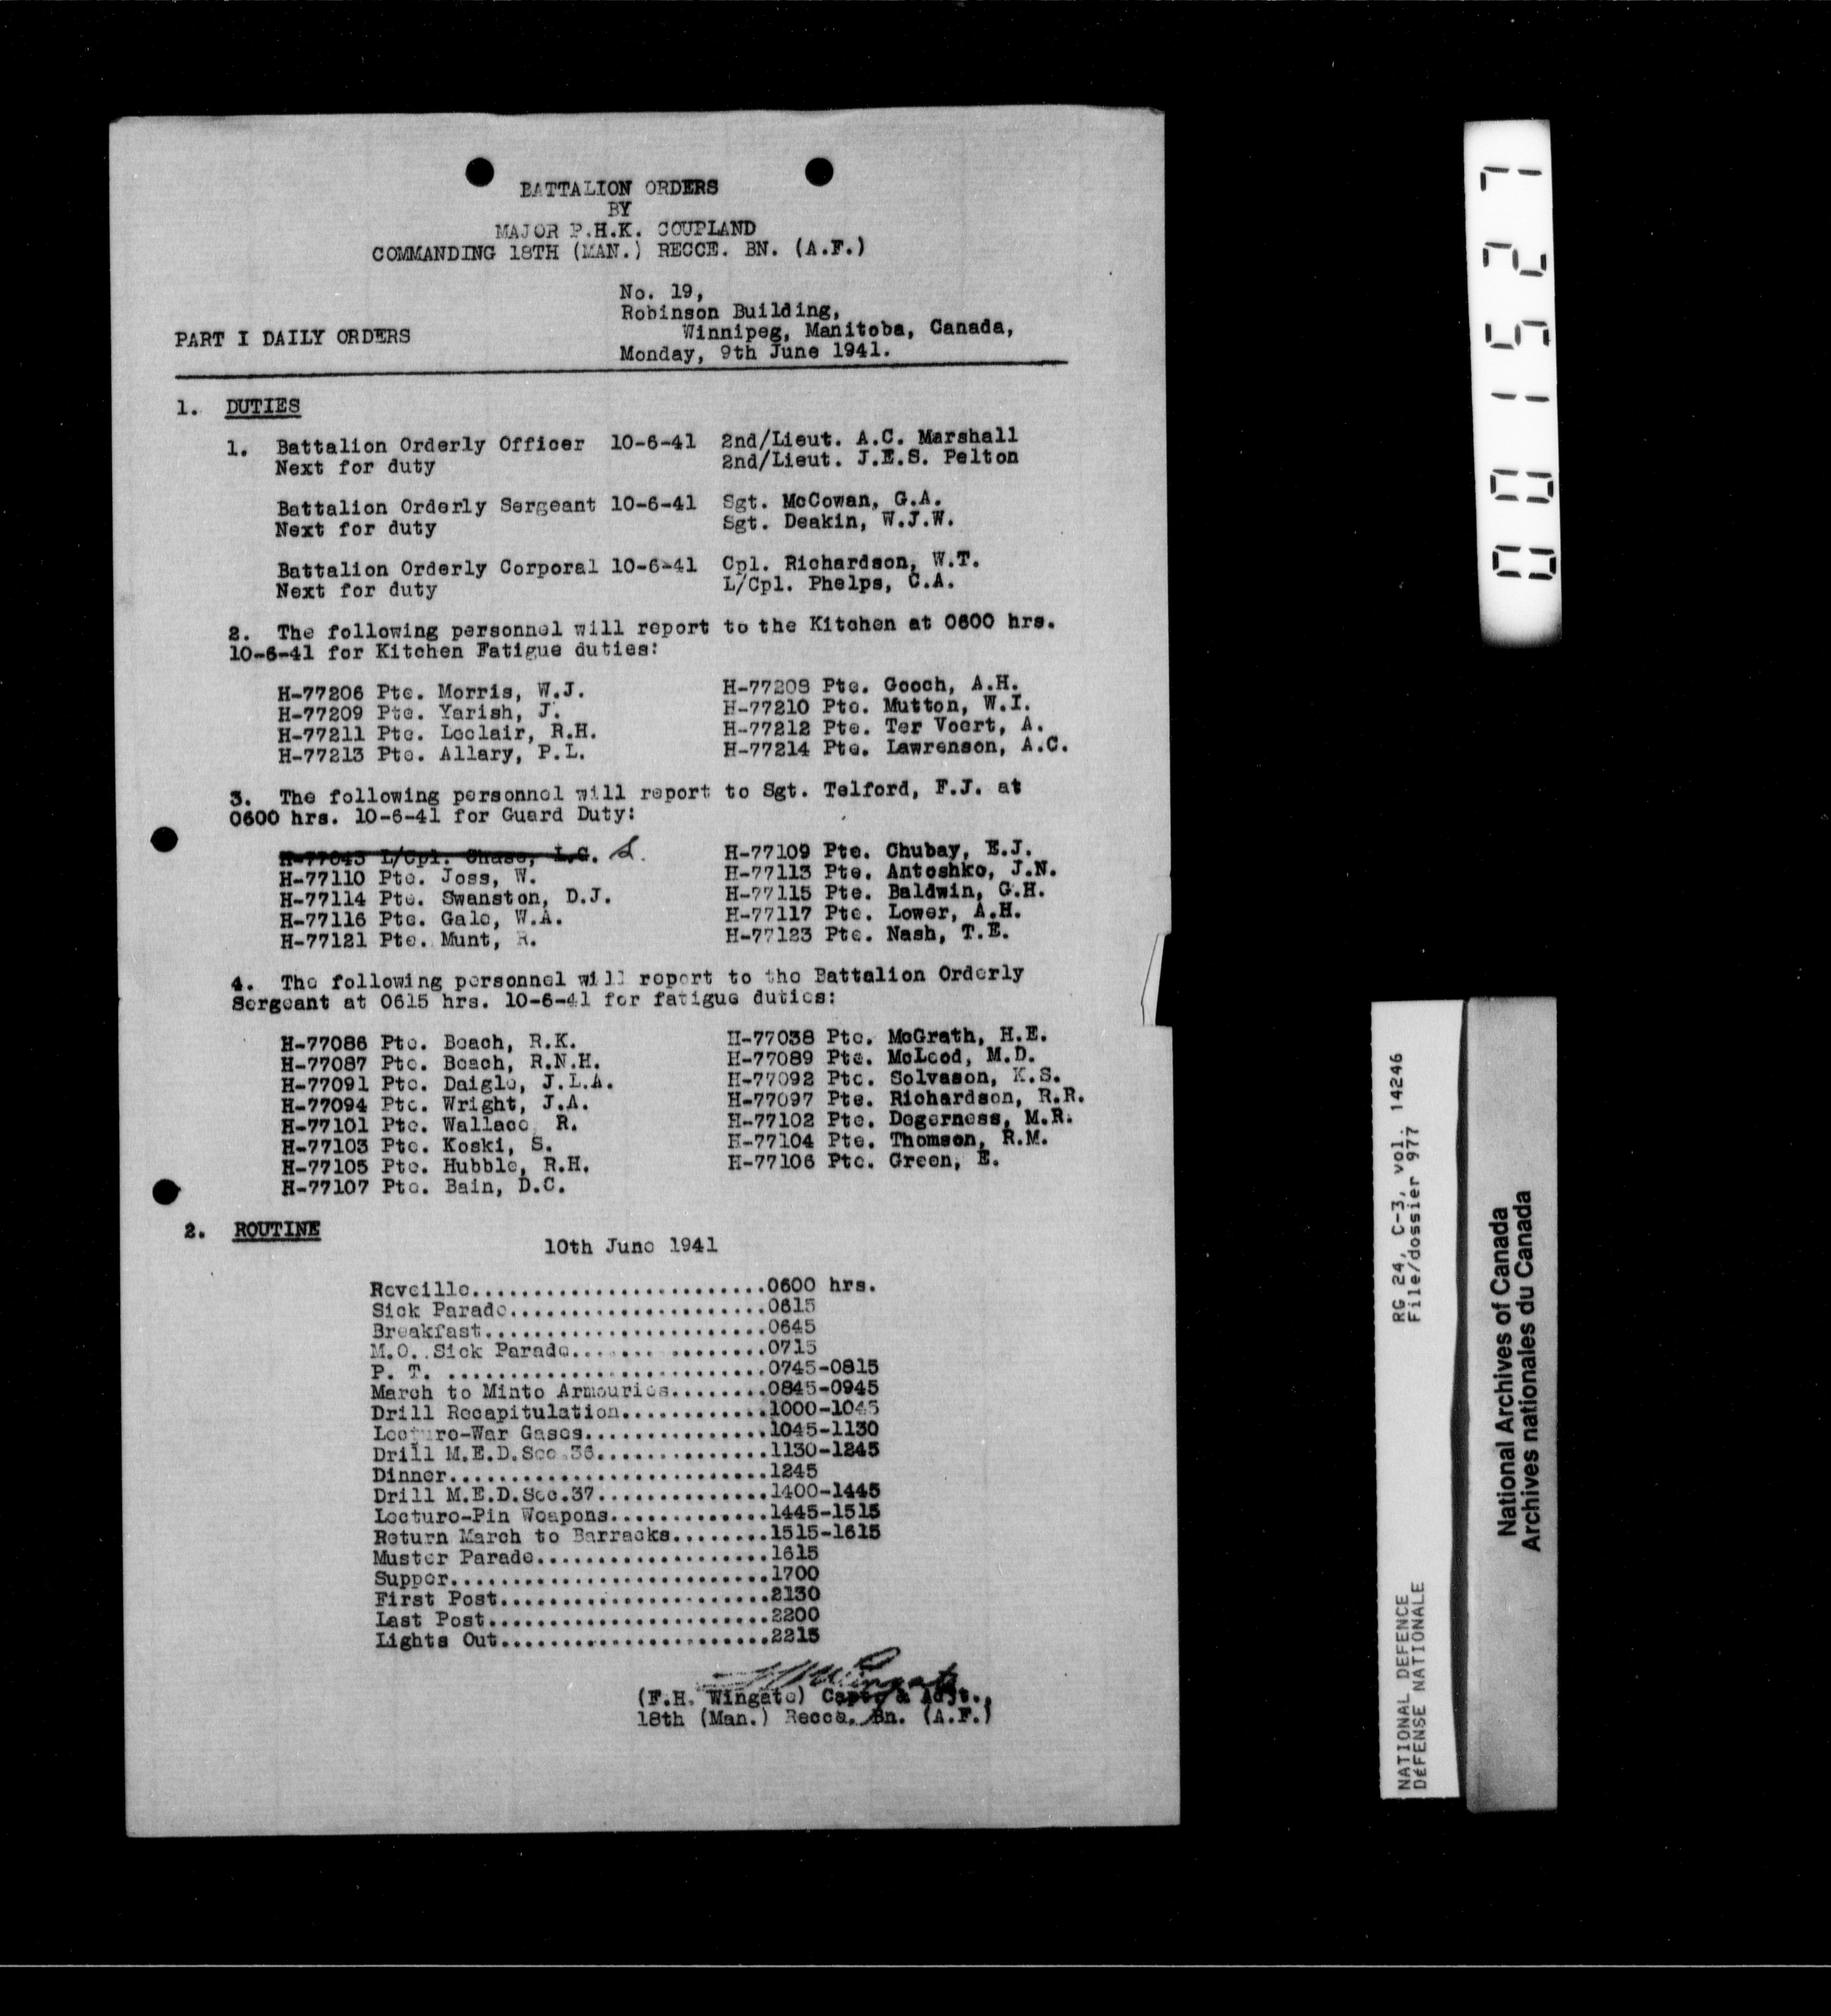 BATTALION ORDERS
BY
MAJOR P.H.K. COUPLAND
COMMANDING 18TH (MAN.) RECCE. BN. (A.F.)
No. 19,
Robinson Building,
Winnipeg, Manitoba, Canada,
PART I DAILY ORDERS
Monday, 9th June 1941.
1. DUTIES
1. Battalion Orderly Officer 10-6-41 2nd/Lieut. A.C. Marshall
Next for duty 2nd/Lieut. J.E.S. Pelton
Battalion Orderly Sergeant 10-6-41 Sgt. McCowan, G.A.
Next for duty Sgt. Deakin, W.J.W.
Battalion Orderly Corporal 10-6-41 Cpl. Richardson, W.T.
Next for duty L/Cpl. Phelps, C.A.
2. The following personnel will report to the Kitchen at 0600 hrs.
10-6-41 for Kitchen Fatigue duties:
H-77206 Pte. Morris, W.J. H-77208 Pte. Gooch, A.H.
H-77209 Pte. Yarish, J. H-77210 Pte. Mutton, W.I.
H-77211 Pte. Leclair, R.H. H-77212 Pte. Ter Voert, A.
H-77213 Pte. Allary, P.L. H-77214 Pte. Lawrenson, A.C.
3. The following personnel will report to Sgt. Telford, F.J. at
0600 hrs. 10-6-41 for Guard Duty:
H-77043 L/Cpl. Chase, L.G. H-77109 Pte. Chubay, E.J.
H-77110 Pte. Joss, W. H-77113 Pte. Antoshko, J.N.
H-77114 Pte. Swanston, D.J. H-77115 Pte. Baldwin, G.H.
H-77116 Pte. Gale, W.A. H-77117 Pte. Lower, A.H.
H-77121 Pte. Munt, R. H-77123 Pte. Nash, T.E.
4. The following personnel will report to the Battalion Orderly
Sergeant at 0615 hrs. 10-6-41 for fatigue duties:
H-77086 Pte. Beach, R.K. H-77038 Pte. McGrath, H.E.
H-77087 Pte. Beach, R.N.H. H-77089 Pte. McLeod, M.D.
H-77091 Pte. Daigle, J.L.A. H-77092 Pte. Solvason, K.S.
H-77094 Pte. Wright, J.A. H-77097 Pte. Richardson, R.R.
H-77101 Pte. Wallace, R. H-77102 Pte. Degerness, M.R.
H-77103 Pte. Koski, S. H-77104 Pte. Thomson, R.M.
H-77105 Pte. Hubble, R.H. H-77106 Pte. Green, E.
H-77107 Pte. Bain, D.C.
2. ROUTINE
10th June 1941
Reveille........................0600 hrs.
Sick Parade.....................0615
Breakfast.......................0645
M.O. Sick Parade................0715
P. T. ..........................0745-0815
March to Minto Armouries........0845-0945
Drill Recapitulation............1000-1045
Lecture-War Gases...............1045-1130
Drill M.E.D.Sec.36..............1130-1245
Dinner..........................1245
Drill M.E.D.Sec.37..............1400-1445
Lecture-Pin Weapons.............1445-1515
Return March to Barracks........1515-1615
Muster Parade...................1615
Supper..........................1700
First Post......................2130
Last Post.......................2200
Lights Out......................2215
(F.H. Wingate) Capt. & Adjt.,
18th (Man.) Recce. Bn. (A.F.)
001527
RG 24, C-3, vol. 14246
File/dossier 977
NATIONAL DEFENCE
DÉFENSE NATIONALE
National Archives of Canada
Archives nationales du Canada